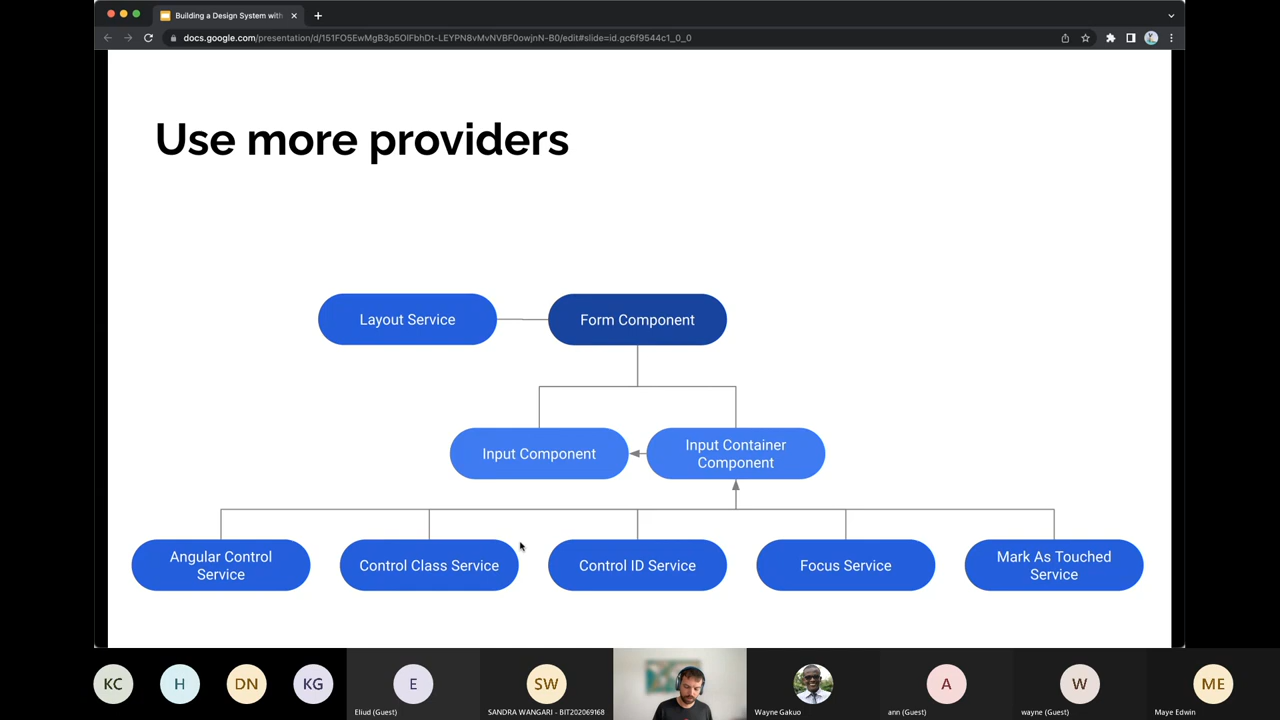 Building a Design System with
docs.google.com/presentation/d/151FO5EwMgB3p5OlFbhDt-LEYPN8vMvNVBF0owjnN-B0/edit#slide=id.gc6f9544c1_0_0
Use more providers
Layout Service
Form Component
Input Component
Input Container
Component
Angular Control
Service
Control Class Service
Control ID Service
Focus Service
Mark As Touched
Service
KC
H
DN
KG
E
SW
A
W
ME
Eliud (Guest)
SANDRA WANGARI - BIT202069168
Wayne Gakuo
ann (Guest)
wayne (Guest)
Maye Edwin